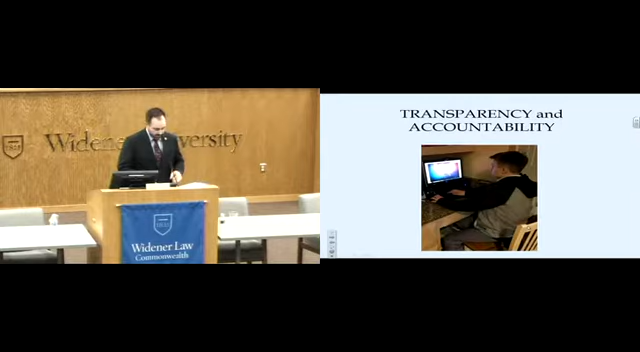 Widener University
Widener Law
Commonwealth
TRANSPARENCY and
ACCOUNTABILITY